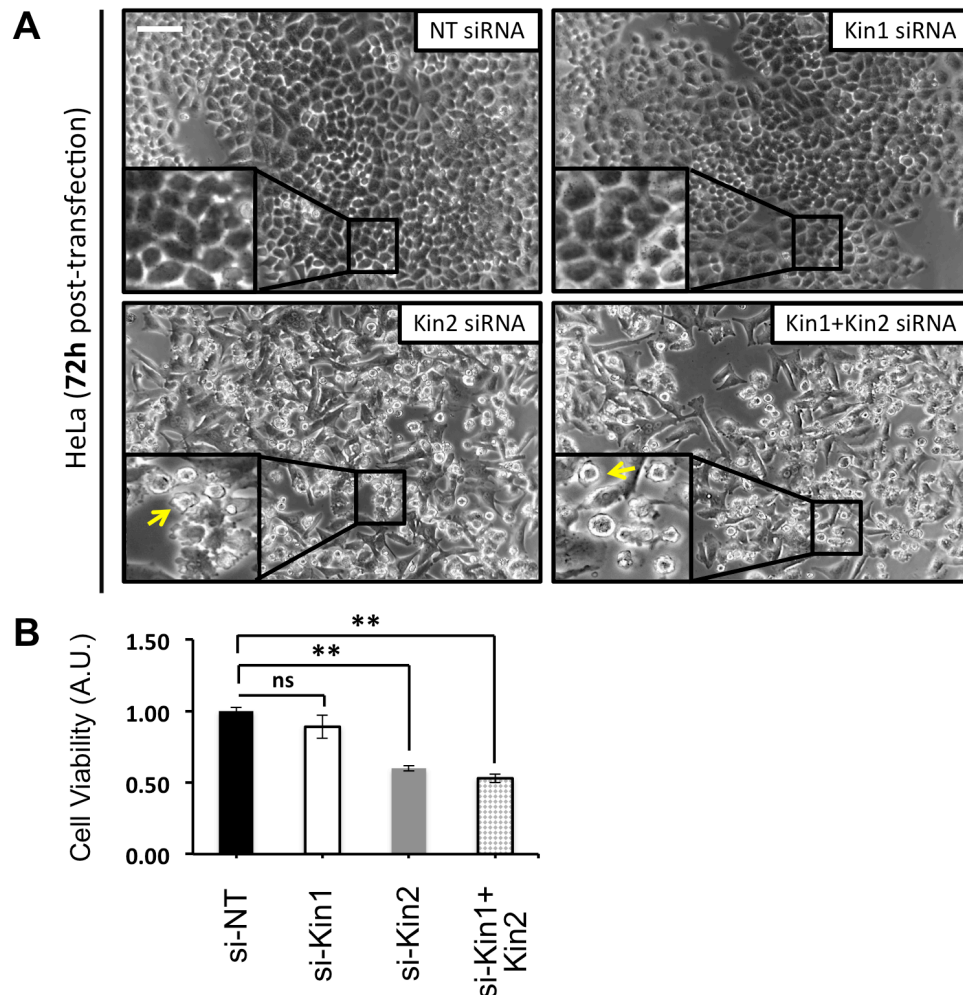 A
HeLa (72h post-transfection)
NT siRNA
Kin1 siRNA
Kin2 siRNA
Kin1+Kin2 siRNA
B
Cell Viability (A.U.)
1.50
1.00
0.50
0.00
**
**
ns
si-NT
si-Kin1
si-Kin2
si-Kin1+
Kin2